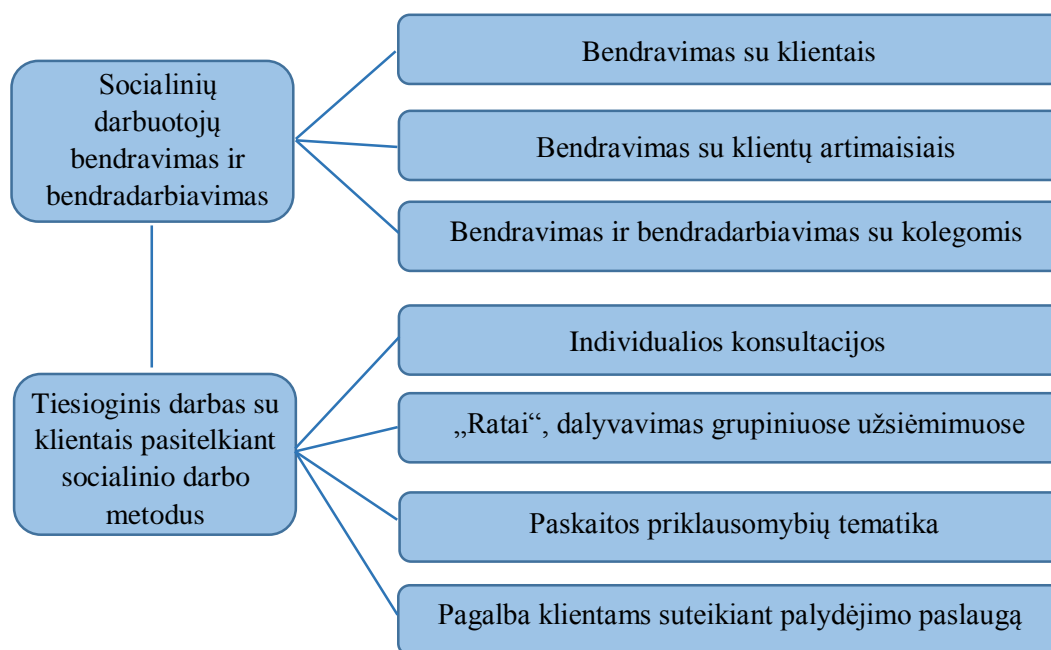 Socialinių
darbuotojų
bendravimas ir
bendradarbiavimas
Bendravimas su klientais
Bendravimas su klientų artimaisiais
Bendravimas ir bendradarbiavimas su kolegomis
Tiesioginis darbas su
klientais pasitelkiant
socialinio darbo
metodus
Individualios konsultacijos
„Ratai“, dalyvavimas grupiniuose užsiėmimuose
Paskaitos priklausomybių tematika
Pagalba klientams suteikiant palydėjimo paslaugą